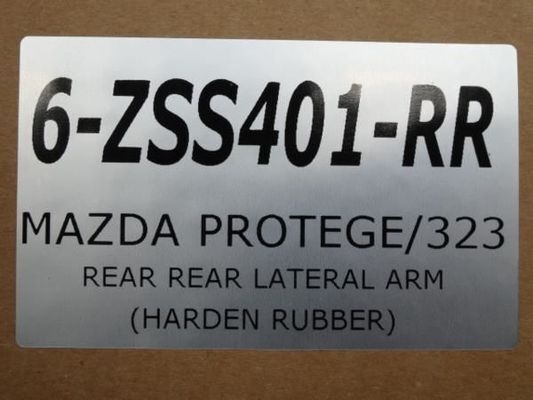 6-ZSS401-RR
MAZDA PROTEGE/323
REAR REAR LATERAL ARM
(HARDEN RUBBER)